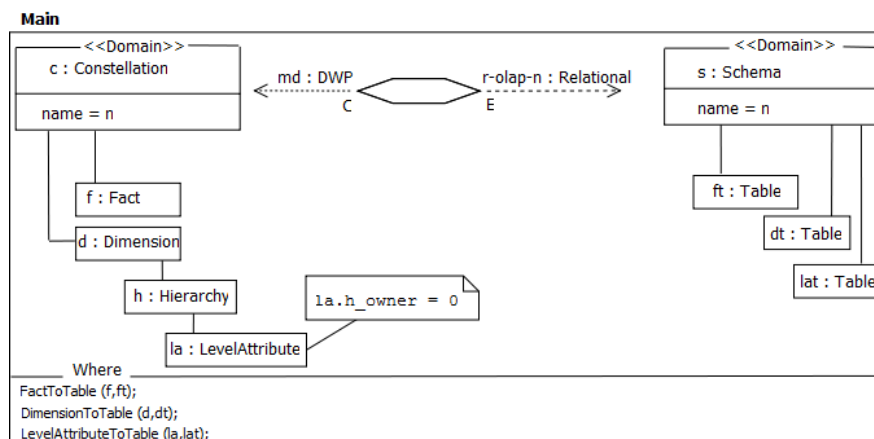 Main
<<Domain>>
c : Constellation
name = n
md : DWP
C
r-olap-n : Relational
E
<<Domain>>
s : Schema
name = n
f : Fact
d : Dimension
h : Hierarchy
la : LevelAttribute
la.h_owner = 0
ft : Table
dt : Table
lat : Table
Where
FactToTable (f,ft);
DimensionToTable (d,dt);
LevelAttributeToTable (la,lat);